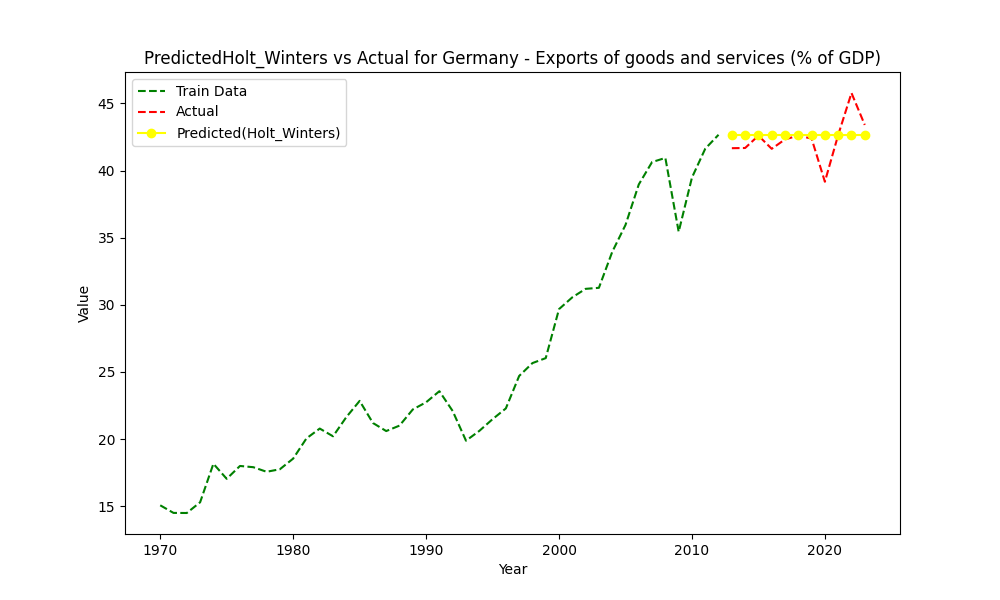 PredictedHolt_Winters vs Actual for Germany - Exports of goods and services (% of GDP)
Train Data
Actual
Predicted(Holt_Winters)
45
40
35
30
25
20
15
Value
1970 1980 1990 2000 2010 2020
Year